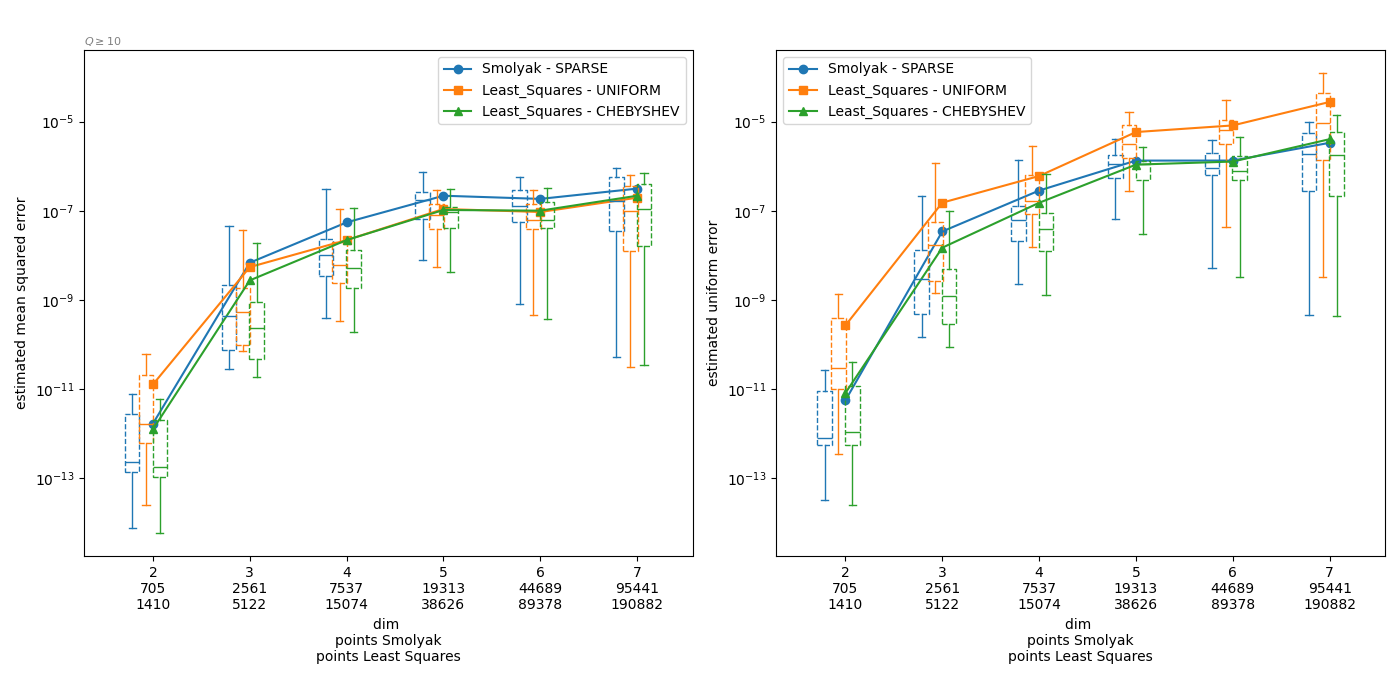 Q ≥ 10
Smolyak - SPARSE
Least_Squares - UNIFORM
Least_Squares - CHEBYSHEV
estimated mean squared error
10⁻⁵
10⁻⁷
10⁻⁹
10⁻¹¹
10⁻¹³
2 3 4 5 6 7
705 2561 7537 19313 44689 95441
1410 5122 15074 38626 89378 190882
dim
points Smolyak
points Least Squares
Smolyak - SPARSE
Least_Squares - UNIFORM
Least_Squares - CHEBYSHEV
estimated uniform error
10⁻⁵
10⁻⁷
10⁻⁹
10⁻¹¹
10⁻¹³
2 3 4 5 6 7
705 2561 7537 19313 44689 95441
1410 5122 15074 38626 89378 190882
dim
points Smolyak
points Least Squares